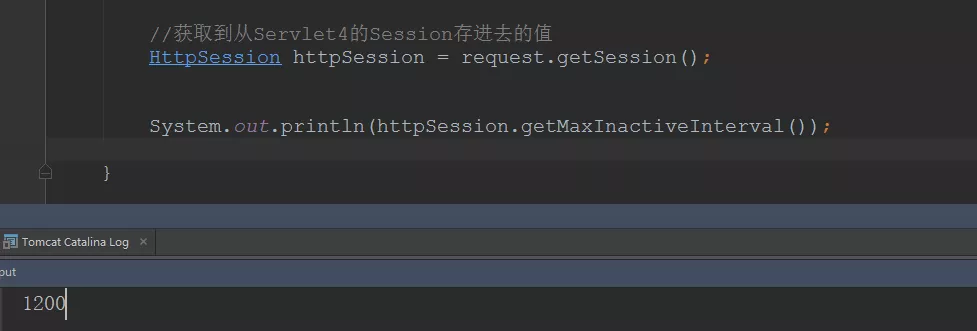 //获取到从Servlet4的Session存进去的值
HttpSession httpSession = request.getSession();
System.out.println(httpSession.getMaxInactiveInterval());
}
Tomcat Catalina Log ×
put
1200